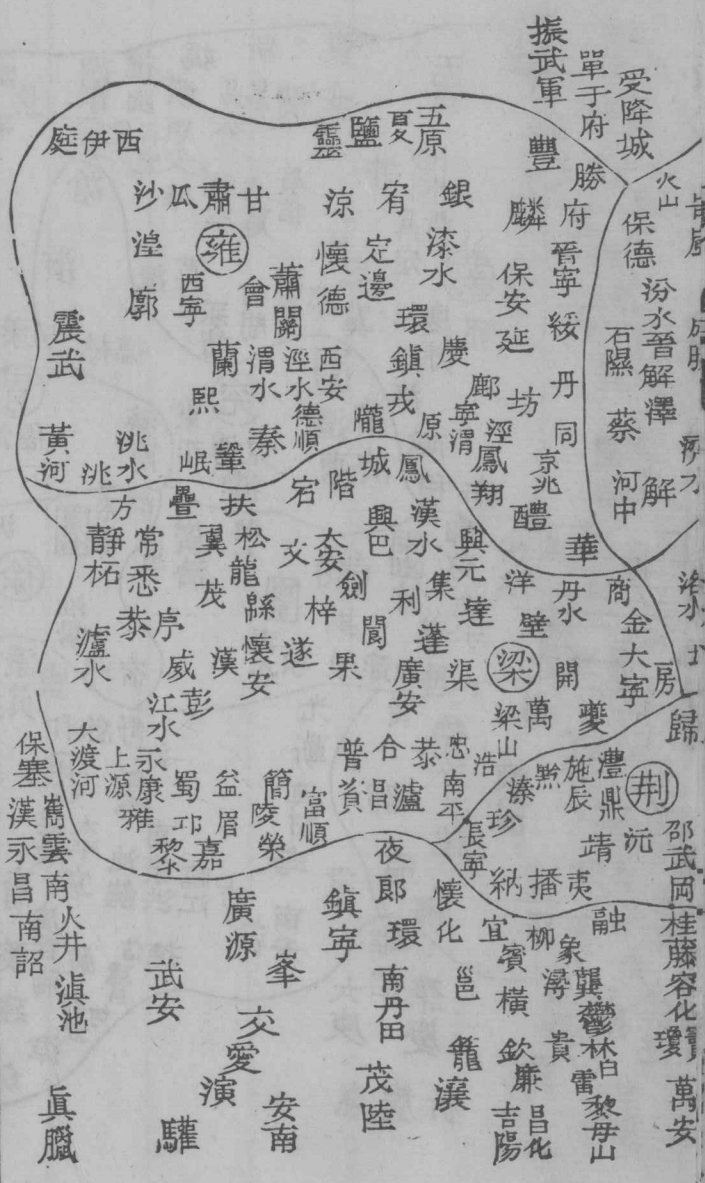 振武軍
單于府
受降城
豐
勝
火山
保德
五原
夏
鹽
靈
西
伊
庭
府
麟
銀
宥
涼
甘
肅
瓜
沙
雍
湟
廓
西寧
會
蕭關
懷德
定邊
漆水
保安
晉寧
綏
延
環
慶
鎮戎
西安
涇水
渭水
蘭
熙
震武
黃河
洮
洮水
岷
鞏
秦
德順
隴城
原
寧
渭
鄜
坊
丹
同
涇
鳳翔
京兆
醴
華
汾水
晉
解
澤
石隰
蔡
河中
解
鳳
階
宕
扶
疊
方
靜
柘
常
悉
恭
翼
松
龍
文
興
巴
漢水
興元
洋
丹水
商
金
大寧
房
壁
達
集
利
劍
大安
梓
閬
蓬
渠
梁
開
夔
萬
梁山
廣安
果
遂
緜
懷安
漢
茂
威
彭
江水
瀘水
大渡河
上源
永康
雅
蜀
邛
黎
眉
嘉
簡
陵
榮
富順
普
資
合
昌
恭
瀘
忠
南平
浩
溱
珍
黔
施
辰
澧
鼎
荆
歸
沅
靖
邵
武岡
長寧
播
夷
夜郎
保塞
漢
永昌
南詔
雟
雲南
火井
滇池
眞臘
武安
廣源
峯
交
愛
演
驩
安南
鎮寧
環
南丹田
茂陸
懷化
邕
籠
瀼
宜
柳
賓
橫
欽
廉
吉陽
昌化
融
象
潯
龔
貴
鬱林
白
雷
黎母山
桂
藤
容
化
瓊
萬安